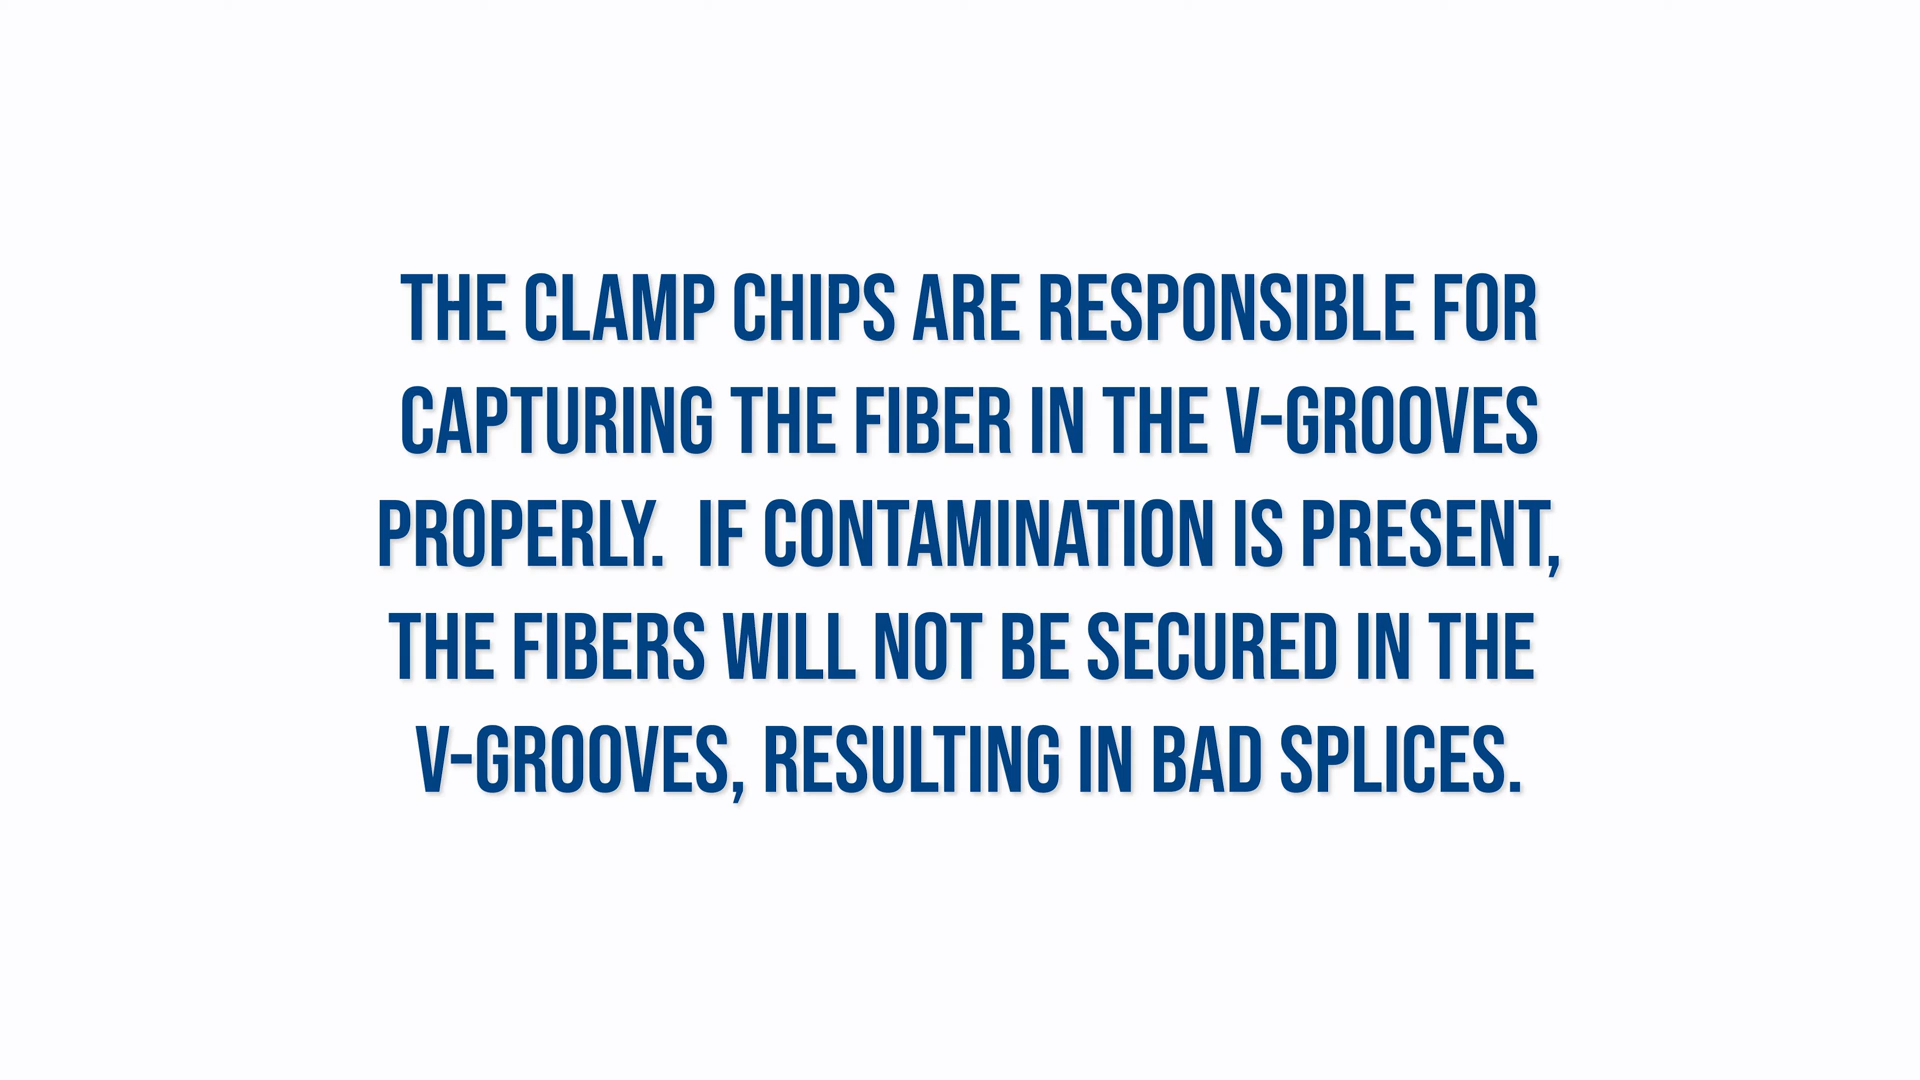 THE CLAMP CHIPS ARE RESPONSIBLE FOR
CAPTURING THE FIBER IN THE V-GROOVES
PROPERLY.  IF CONTAMINATION IS PRESENT,
THE FIBERS WILL NOT BE SECURED IN THE
V-GROOVES, RESULTING IN BAD SPLICES.